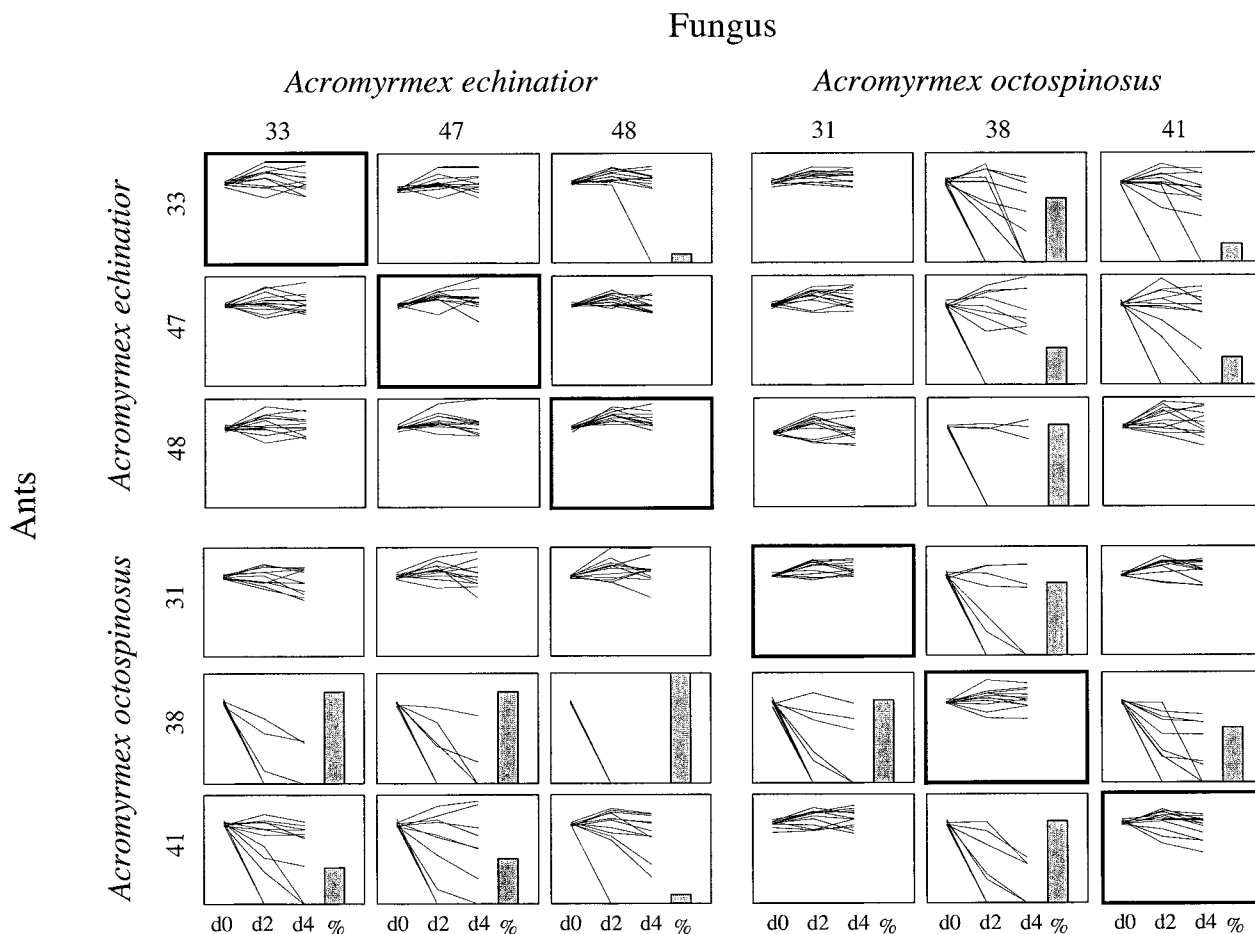 Fungus
Acromyrmex echinatior
Acromyrmex octospinosus
33 47 48 31 38 41
Ants
Acromyrmex echinatior
33
47
48
Acromyrmex octospinosus
31
38
41
d0 d2 d4 % d0 d2 d4 % d0 d2 d4 % d0 d2 d4 % d0 d2 d4 % d0 d2 d4 %